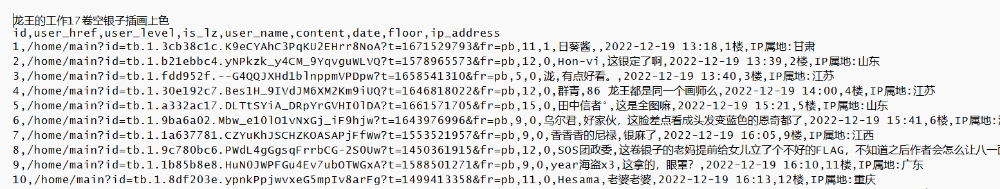 龙王的工作17卷空银子插画上色
id,user_href,user_level,is_lz,user_name,content,date,floor,ip_address
1,/home/main?id=tb.1.3cb38c1c.K9eCYAhC3PqKU2EHrr8NoA?t=1671529793&fr=pb,11,1,日葵酱,,2022-12-19 13:18,1楼,IP属地:甘肃
2,/home/main?id=tb.1.b21ebbc4.yNPkzk_y4CM_9YqvguWLVQ?t=1578965573&fr=pb,12,0,Hon-vi,这银定了啊,2022-12-19 13:39,2楼,IP属地:山东
3,/home/main?id=tb.1.fdd952f.--G4QQJXHd1blnppmVPDpw?t=1658541310&fr=pb,5,0,泷,有点好看。,2022-12-19 13:40,3楼,IP属地:江苏
4,/home/main?id=tb.1.30e192c7.Bes1H_9IVdJM6XM2Km9iUQ?t=1646818022&fr=pb,12,0,群青,86 龙王都是同一个画师么,2022-12-19 14:00,4楼,IP属地:江苏
5,/home/main?id=tb.1.a332ac17.DLTtSYiA_DRpYrGVHIOlDA?t=1661571705&fr=pb,15,0,田中信者°,这是全图嘛,2022-12-19 15:21,5楼,IP属地:山东
6,/home/main?id=tb.1.9ba6a02.Mbw_e1OlO1vNxGj_iF9hjw?t=1643976996&fr=pb,9,0,乌尔君,好家伙，这脸差点看成头发变蓝色的恩奇都了,2022-12-19 15:41,6楼,IP属地:
7,/home/main?id=tb.1.1a637781.CZYuKhJSCHZKOASAPjFfWw?t=1553521957&fr=pb,9,0,香香香的尼禄,银麻了,2022-12-19 16:05,9楼,IP属地:江西
8,/home/main?id=tb.1.9c780bc6.PWdL4gGgsqFrrbCG-2SOUw?t=1450361915&fr=pb,12,0,SOS团政委,这卷银子的老妈提前给女儿立了个不好的FLAG，不知道之后作者会怎么让八一
9,/home/main?id=tb.1.1b85b8e8.HuN0JWPFGu4Ev7ubOTWGxA?t=1588501271&fr=pb,9,0,year海盗x3,这拿的，眼罩？,2022-12-19 16:10,11楼,IP属地:广东
10,/home/main?id=tb.1.8df203e.ypnkPpjwvxeG5mpIv8arFg?t=1499413358&fr=pb,11,0,Hesama,老婆老婆,2022-12-19 16:13,12楼,IP属地:重庆